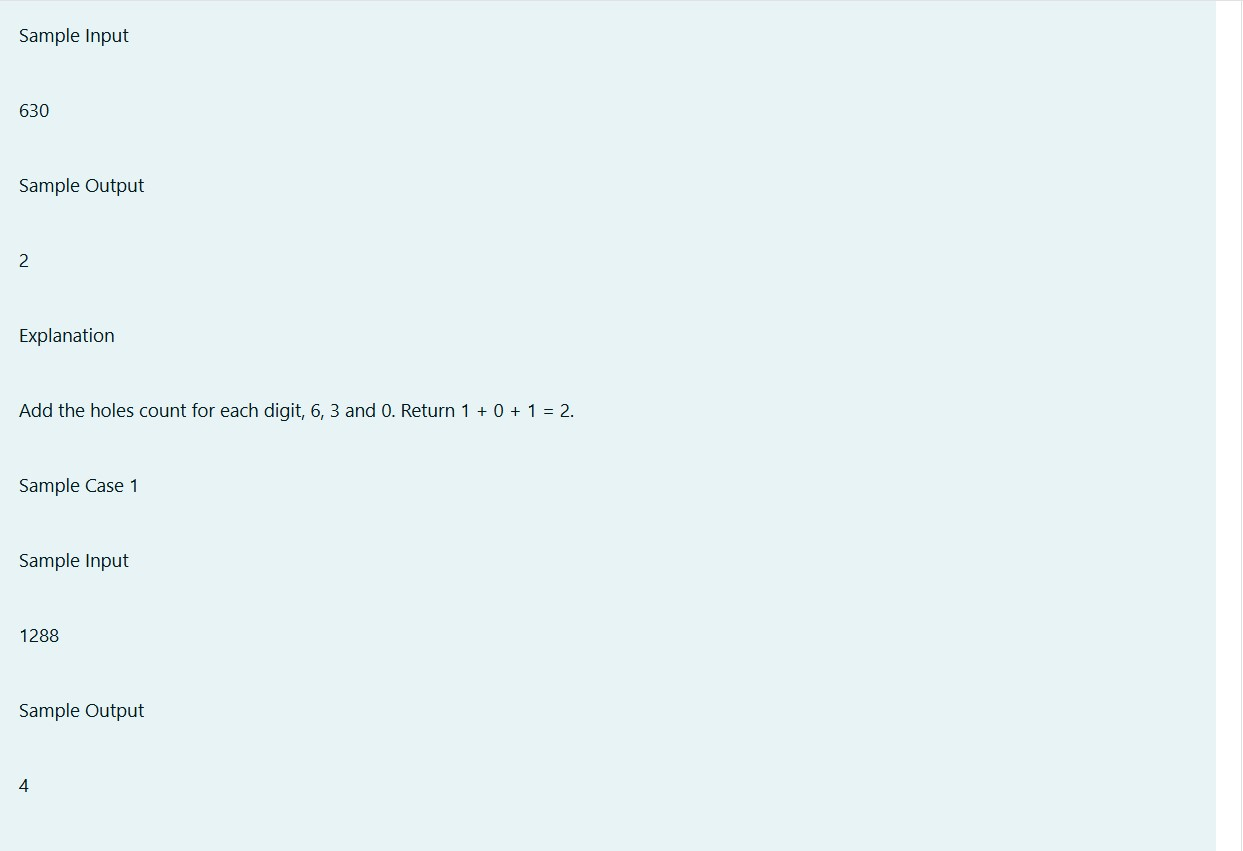 Sample Input
630
Sample Output
2
Explanation
Add the holes count for each digit, 6, 3 and 0. Return 1 + 0 + 1 = 2.
Sample Case 1
Sample Input
1288
Sample Output
4